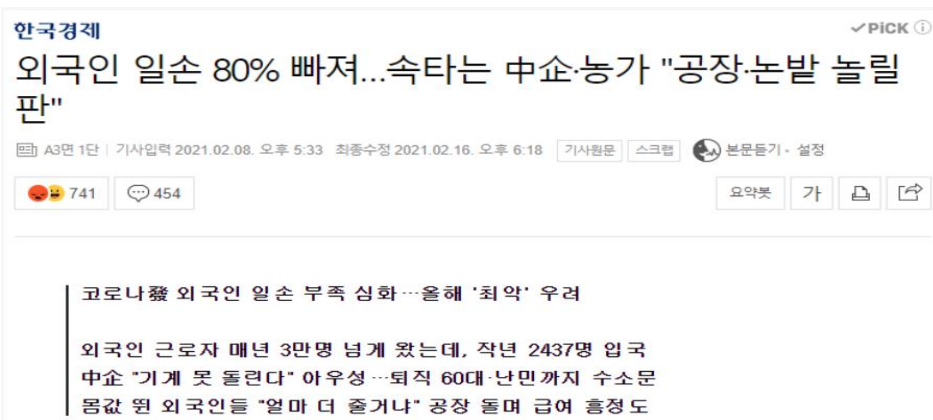 한국경제
✓PiCK ⓘ
외국인 일손 80% 빠져...속타는 中企·농가 "공장·논밭 놀릴
판"
A3면 1단 기사입력 2021.02.08. 오후 5:33 최종수정 2021.02.16. 오후 6:18 기사원문 스크랩 본문듣기 · 설정
741 454 요약봇 가
코로나發 외국인 일손 부족 심화…올해 '최악' 우려
외국인 근로자 매년 3만명 넘게 왔는데, 작년 2437명 입국
中企 "기계 못 돌린다" 아우성…퇴직 60대·난민까지 수소문
몸값 뛴 외국인들 "얼마 더 줄거냐" 공장 돌며 급여 흥정도